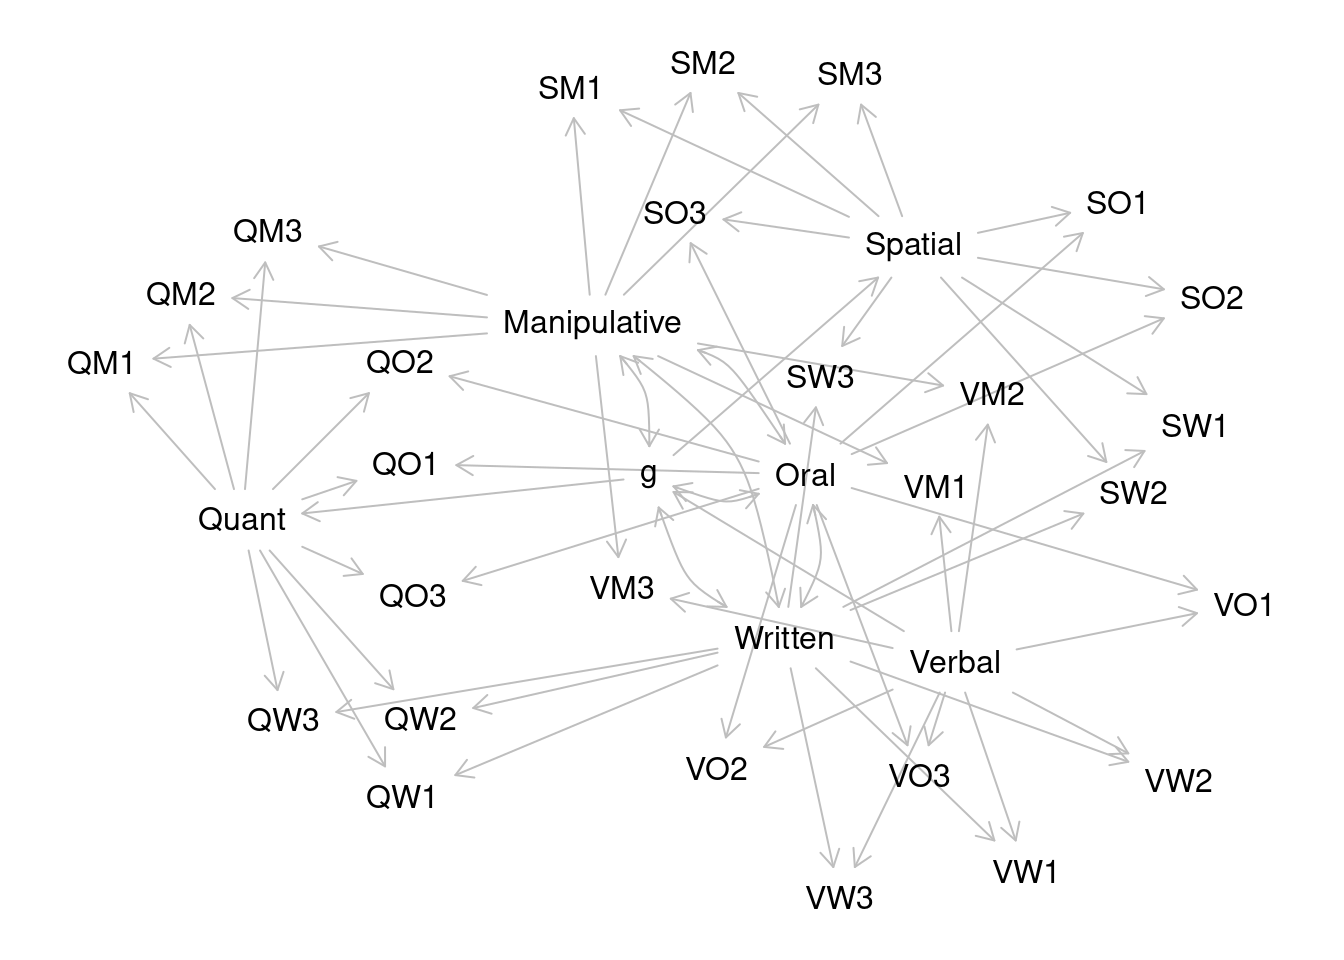 SM2
SM3
SM1
SO1
SO3
QM3
Spatial
QM2
SO2
Manipulative
QM1
QO2
SW3
VM2
SW1
QO1
g
Oral
VM1
SW2
Quant
VM3
QO3
VO1
Written
Verbal
QW3
QW2
VO2
VO3
VW2
QW1
VW1
VW3